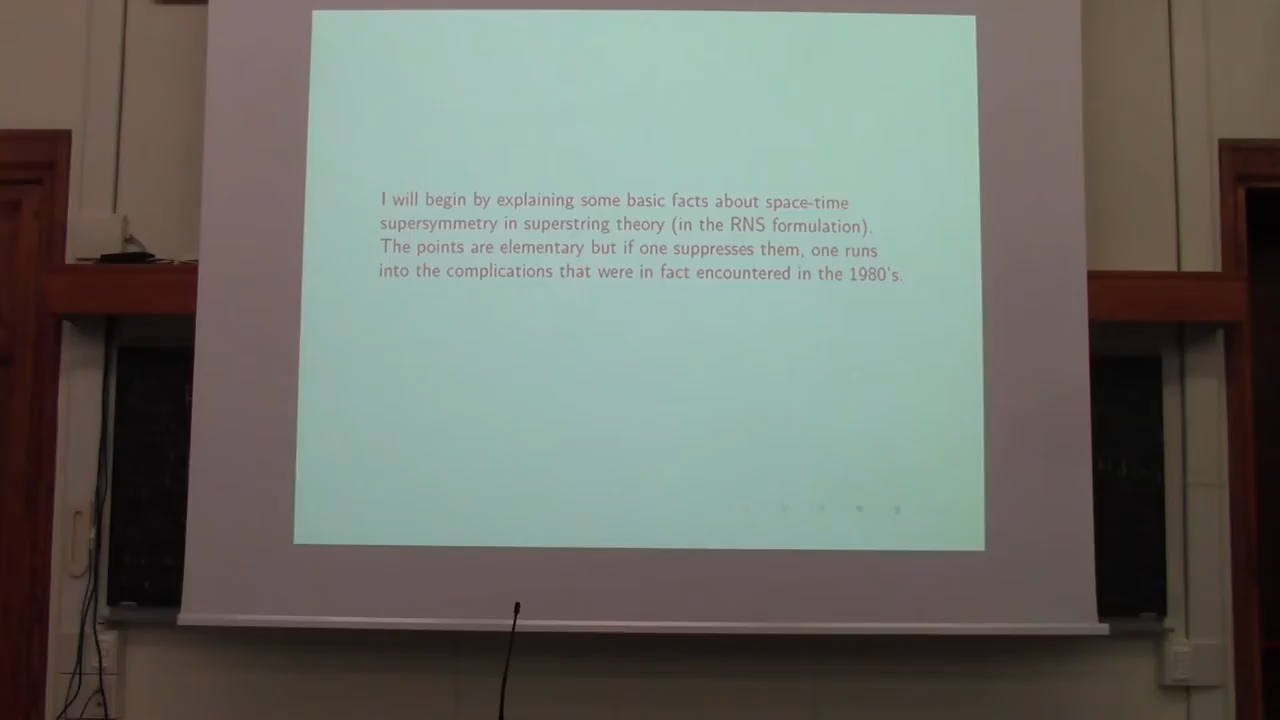 I will begin by explaining some basic facts about space-time
supersymmetry in superstring theory (in the RNS formulation).
The points are elementary but if one suppresses them, one runs
into the complications that were in fact encountered in the 1980's.